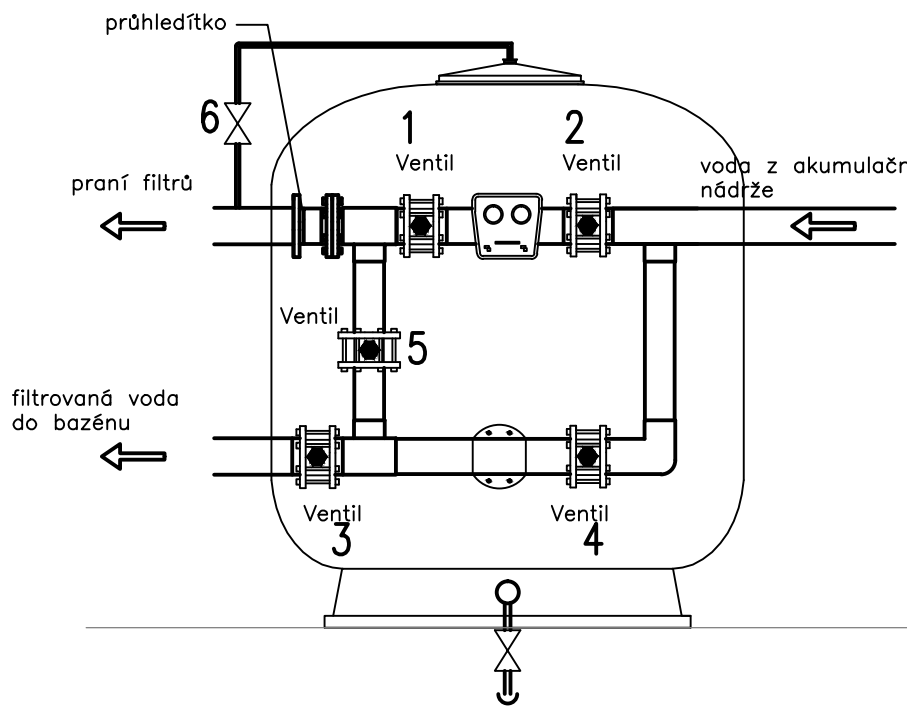 průhledítko
6
1
2
Ventil
Ventil
voda z akumulačn
nádrže
praní filtrů
Ventil
5
filtrovaná voda
do bazénu
Ventil
3
Ventil
4